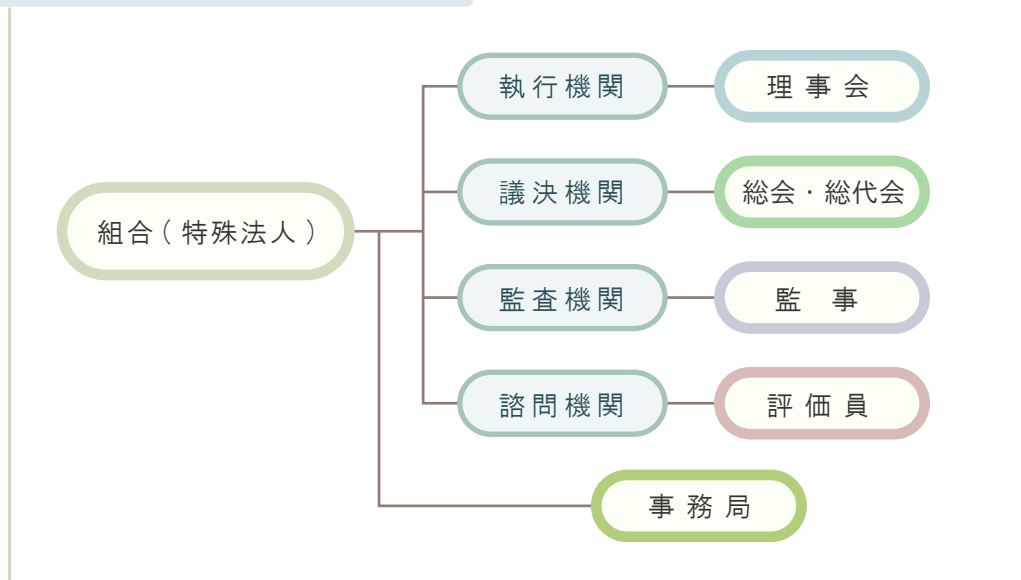 執行機関 理事会
議決機関 総会・総代会
組合(特殊法人)
監査機関 監 事
諮問機関 評価員
事務局